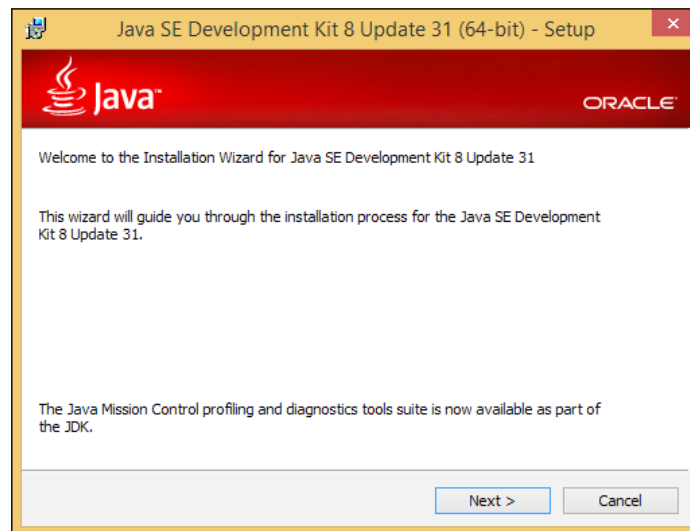 Java SE Development Kit 8 Update 31 (64-bit) - Setup
Java™
ORACLE®
Welcome to the Installation Wizard for Java SE Development Kit 8 Update 31
This wizard will guide you through the installation process for the Java SE Development
Kit 8 Update 31.
The Java Mission Control profiling and diagnostics tools suite is now available as part of
the JDK.
Next >
Cancel